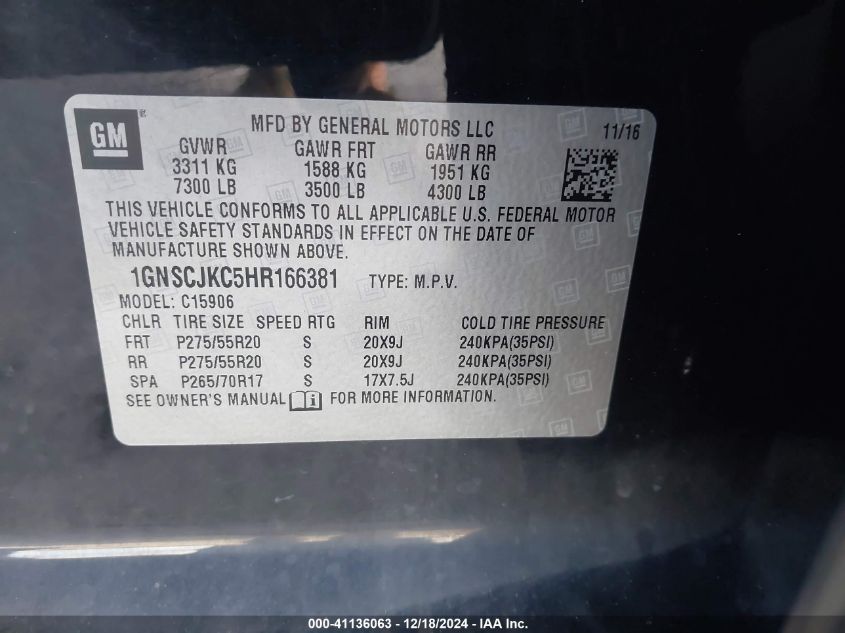 GM
MFD BY GENERAL MOTORS LLC 11/16
GVWR GAWR FRT GAWR RR
3311 KG 1588 KG 1951 KG
7300 LB 3500 LB 4300 LB
THIS VEHICLE CONFORMS TO ALL APPLICABLE U.S. FEDERAL MOTOR
VEHICLE SAFETY STANDARDS IN EFFECT ON THE DATE OF
MANUFACTURE SHOWN ABOVE.
1GNSCJKC5HR166381 TYPE: M.P.V.
MODEL: C15906
CHLR TIRE SIZE SPEED RTG RIM COLD TIRE PRESSURE
FRT P275/55R20 S 20X9J 240KPA(35PSI)
RR P275/55R20 S 20X9J 240KPA(35PSI)
SPA P265/70R17 S 17X7.5J 240KPA(35PSI)
SEE OWNER'S MANUAL FOR MORE INFORMATION.
000-41136063 - 12/18/2024 - IAA Inc.